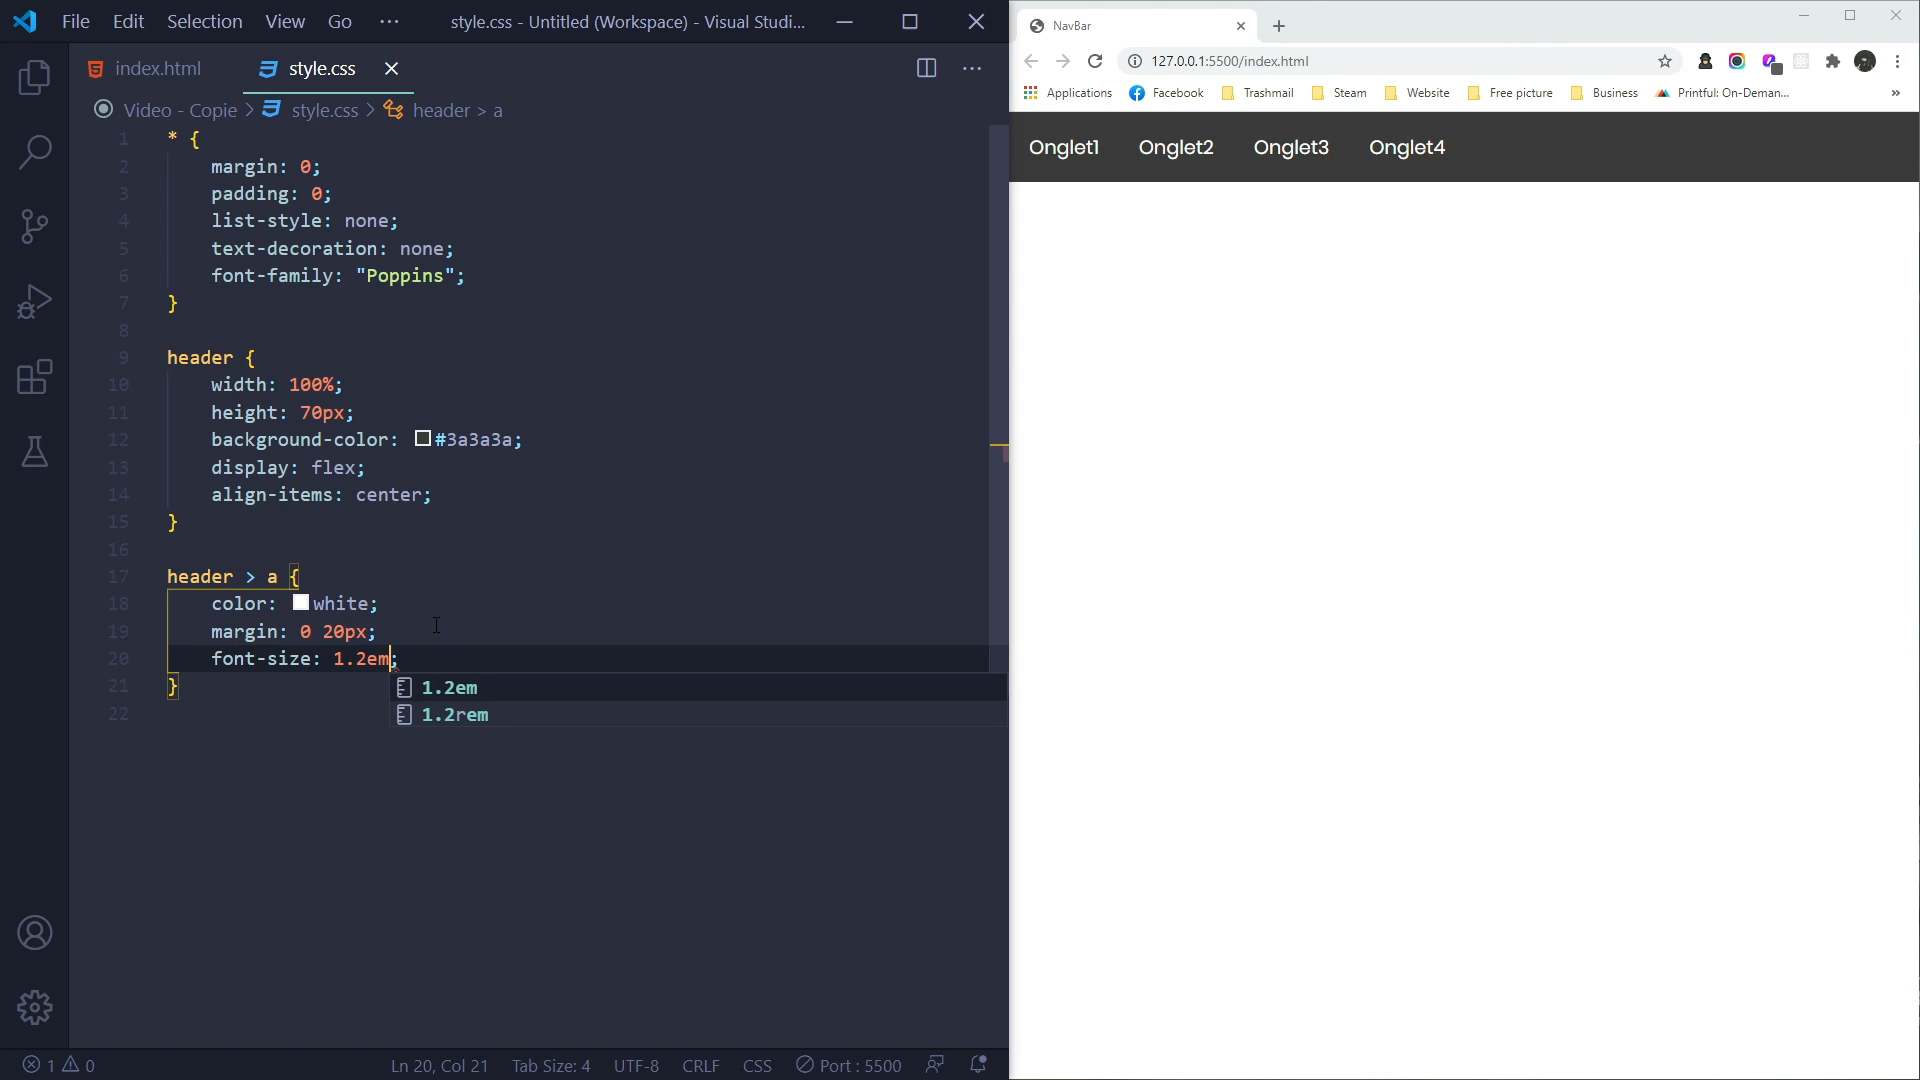 File Edit Selection View Go ··· style.css - Untitled (Workspace) - Visual Studi...
index.html style.css
Video - Copie > style.css > header > a
1 * {
2 margin: 0;
3 padding: 0;
4 list-style: none;
5 text-decoration: none;
6 font-family: "Poppins";
7 }
8
9 header {
10 width: 100%;
11 height: 70px;
12 background-color: #3a3a3a;
13 display: flex;
14 align-items: center;
15 }
16
17 header > a {
18 color: white;
19 margin: 0 20px;
20 font-size: 1.2em;
21 }
22
1.2em
1.2rem
1 0 Ln 20, Col 21 Tab Size: 4 UTF-8 CRLF CSS Port : 5500
NavBar
127.0.0.1:5500/index.html
Applications Facebook Trashmail Steam Website Free picture Business Printful: On-Deman... »
Onglet1 Onglet2 Onglet3 Onglet4